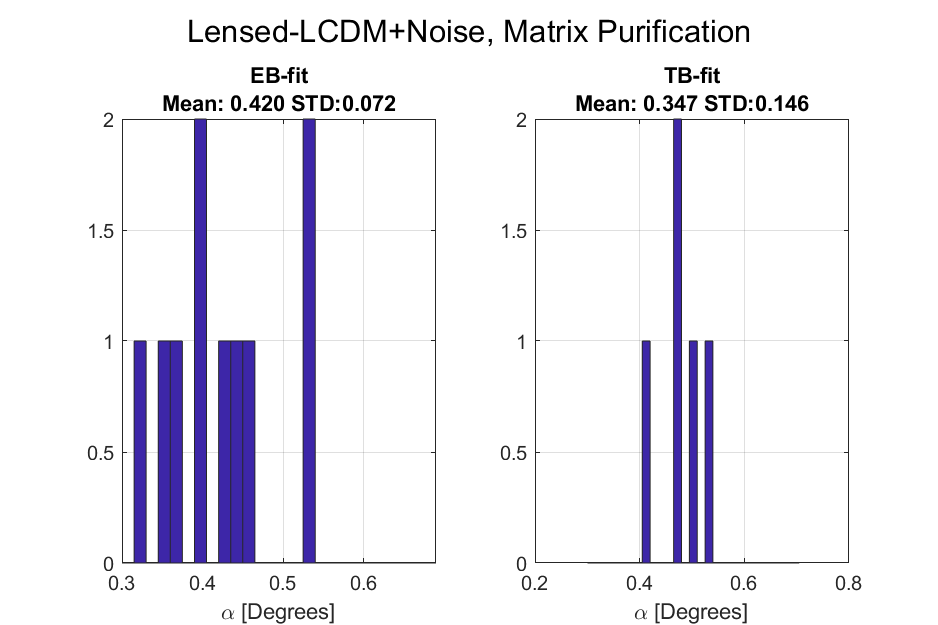 Lensed-LCDM+Noise, Matrix Purification
EB-fit
Mean: 0.420 STD:0.072
2
1.5
1
0.5
0
0.3 0.4 0.5 0.6
α [Degrees]
TB-fit
Mean: 0.347 STD:0.146
2
1.5
1
0.5
0
0.2 0.4 0.6 0.8
α [Degrees]